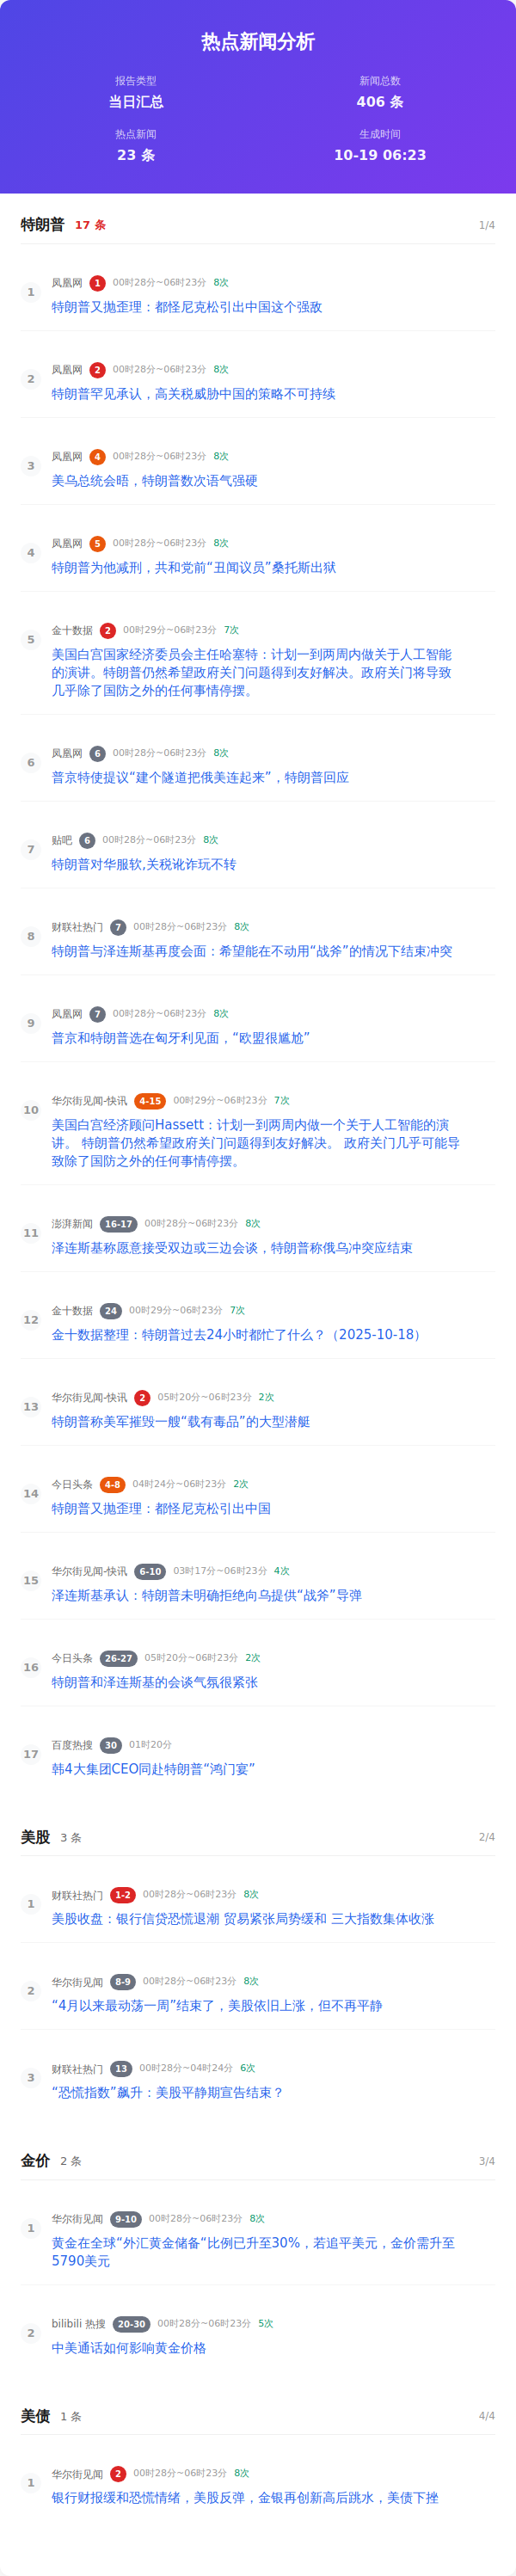 热点新闻分析
报告类型
新闻总数
当日汇总
406 条
热点新闻
生成时间
23 条
10-19 06:23
特朗普 17 条 1/4
1
凤凰网 1 00时28分~06时23分 8次
特朗普又抛歪理：都怪尼克松引出中国这个强敌
2
凤凰网 2 00时28分~06时23分 8次
特朗普罕见承认，高关税威胁中国的策略不可持续
3
凤凰网 4 00时28分~06时23分 8次
美乌总统会晤，特朗普数次语气强硬
4
凤凰网 5 00时28分~06时23分 8次
特朗普为他减刑，共和党前“丑闻议员”桑托斯出狱
5
金十数据 2 00时29分~06时23分 7次
美国白宫国家经济委员会主任哈塞特：计划一到两周内做关于人工智能
的演讲。特朗普仍然希望政府关门问题得到友好解决。政府关门将导致
几乎除了国防之外的任何事情停摆。
6
凤凰网 6 00时28分~06时23分 8次
普京特使提议“建个隧道把俄美连起来”，特朗普回应
7
贴吧 6 00时28分~06时23分 8次
特朗普对华服软,关税讹诈玩不转
8
财联社热门 7 00时28分~06时23分 8次
特朗普与泽连斯基再度会面：希望能在不动用“战斧”的情况下结束冲突
9
凤凰网 7 00时28分~06时23分 8次
普京和特朗普选在匈牙利见面，“欧盟很尴尬”
10
华尔街见闻-快讯 4-15 00时29分~06时23分 7次
美国白宫经济顾问Hassett：计划一到两周内做一个关于人工智能的演
讲。 特朗普仍然希望政府关门问题得到友好解决。 政府关门几乎可能导
致除了国防之外的任何事情停摆。
11
澎湃新闻 16-17 00时28分~06时23分 8次
泽连斯基称愿意接受双边或三边会谈，特朗普称俄乌冲突应结束
12
金十数据 24 00时29分~06时23分 7次
金十数据整理：特朗普过去24小时都忙了什么？（2025-10-18）
13
华尔街见闻-快讯 2 05时20分~06时23分 2次
特朗普称美军摧毁一艘“载有毒品”的大型潜艇
14
今日头条 4-8 04时24分~06时23分 2次
特朗普又抛歪理：都怪尼克松引出中国
15
华尔街见闻-快讯 6-10 03时17分~06时23分 4次
泽连斯基承认：特朗普未明确拒绝向乌提供“战斧”导弹
16
今日头条 26-27 05时20分~06时23分 2次
特朗普和泽连斯基的会谈气氛很紧张
17
百度热搜 30 01时20分
韩4大集团CEO同赴特朗普“鸿门宴”
美股 3 条 2/4
1
财联社热门 1-2 00时28分~06时23分 8次
美股收盘：银行信贷恐慌退潮 贸易紧张局势缓和 三大指数集体收涨
2
华尔街见闻 8-9 00时28分~06时23分 8次
“4月以来最动荡一周”结束了，美股依旧上涨，但不再平静
3
财联社热门 13 00时28分~04时24分 6次
“恐慌指数”飙升：美股平静期宣告结束？
金价 2 条 3/4
1
华尔街见闻 9-10 00时28分~06时23分 8次
黄金在全球“外汇黄金储备“比例已升至30%，若追平美元，金价需升至
5790美元
2
bilibili 热搜 20-30 00时28分~06时23分 5次
中美通话如何影响黄金价格
美债 1 条 4/4
1
华尔街见闻 2 00时28分~06时23分 8次
银行财报缓和恐慌情绪，美股反弹，金银再创新高后跳水，美债下挫